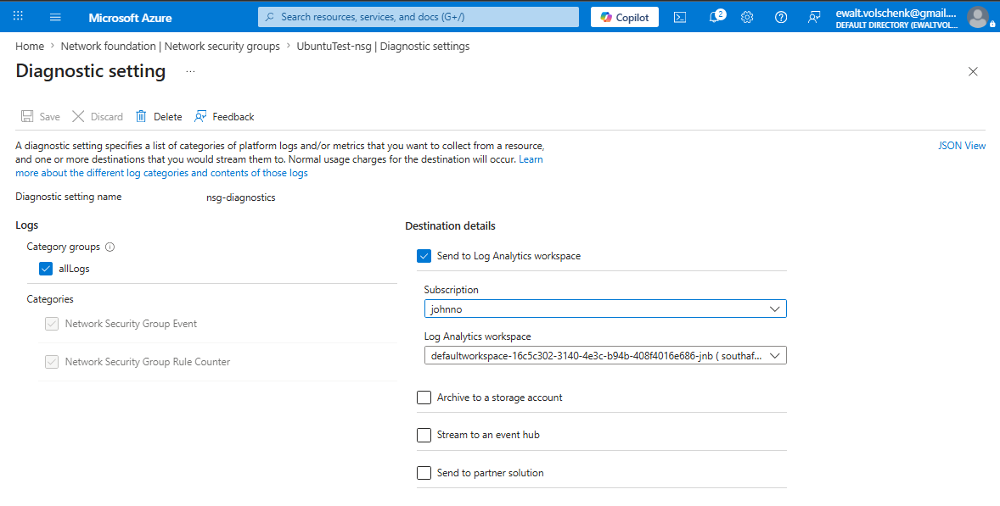 Microsoft Azure
Search resources, services, and docs (G+/)
Copilot
2
ewalt.volschenk@gmail....
DEFAULT DIRECTORY (EWALTVOL...
Home > Network foundation | Network security groups > UbuntuTest-nsg | Diagnostic settings
Diagnostic setting ...
Save Discard Delete Feedback
A diagnostic setting specifies a list of categories of platform logs and/or metrics that you want to collect from a resource,
and one or more destinations that you would stream them to. Normal usage charges for the destination will occur. Learn
more about the different log categories and contents of those logs
JSON View
Diagnostic setting name nsg-diagnostics
Logs
Category groups
allLogs
Categories
Network Security Group Event
Network Security Group Rule Counter
Destination details
Send to Log Analytics workspace
Subscription
johnno
Log Analytics workspace
defaultworkspace-16c5c302-3140-4e3c-b94b-408f4016e686-jnb ( southaf...
Archive to a storage account
Stream to an event hub
Send to partner solution